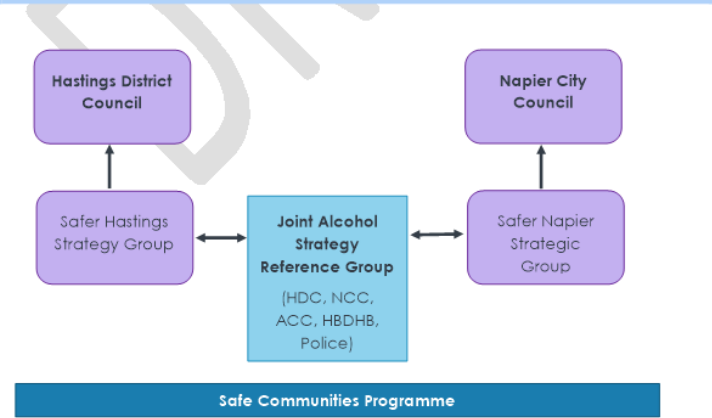 Hastings District
Council
Napier City
Council
Safer Hastings
Strategy Group
Joint Alcohol
Strategy
Reference Group
(HDC, NCC,
ACC, HBDHB,
Police)
Safer Napier
Strategic
Group
Safe Communities Programme